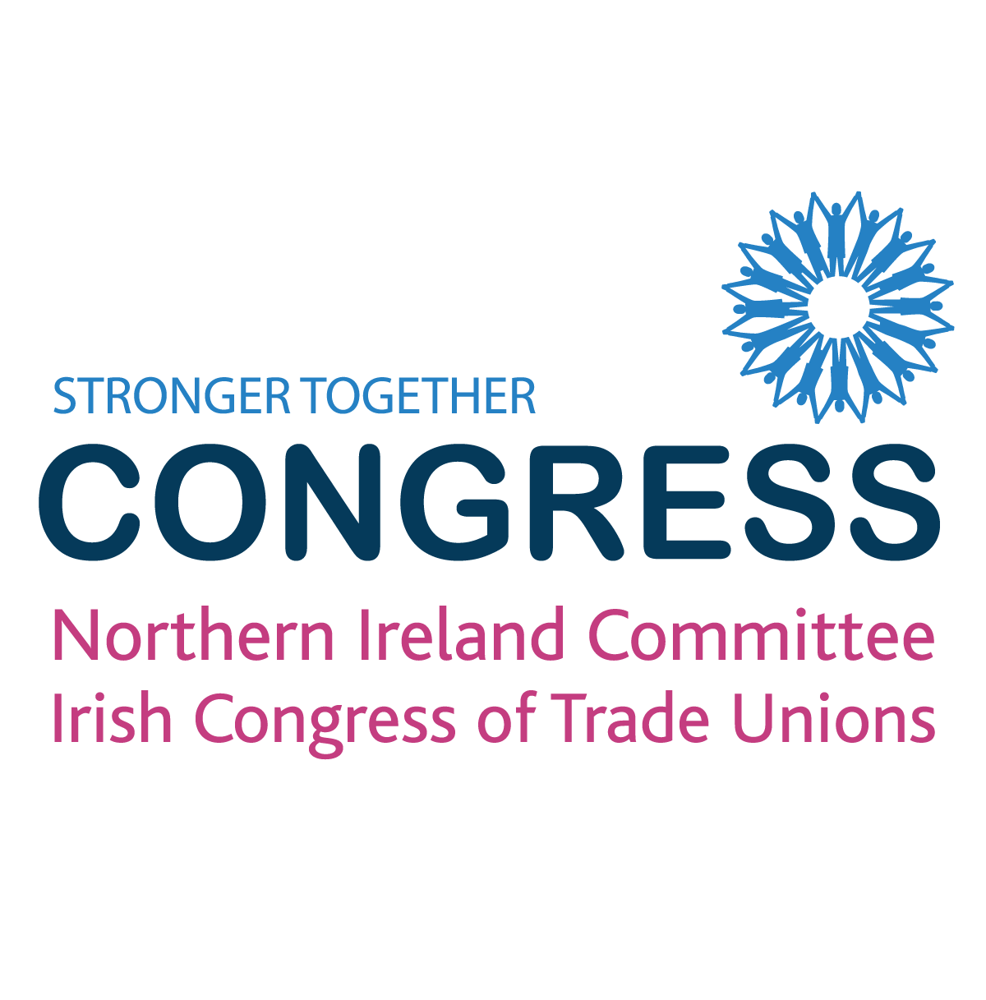 STRONGER TOGETHER
CONGRESS
Northern Ireland Committee
Irish Congress of Trade Unions